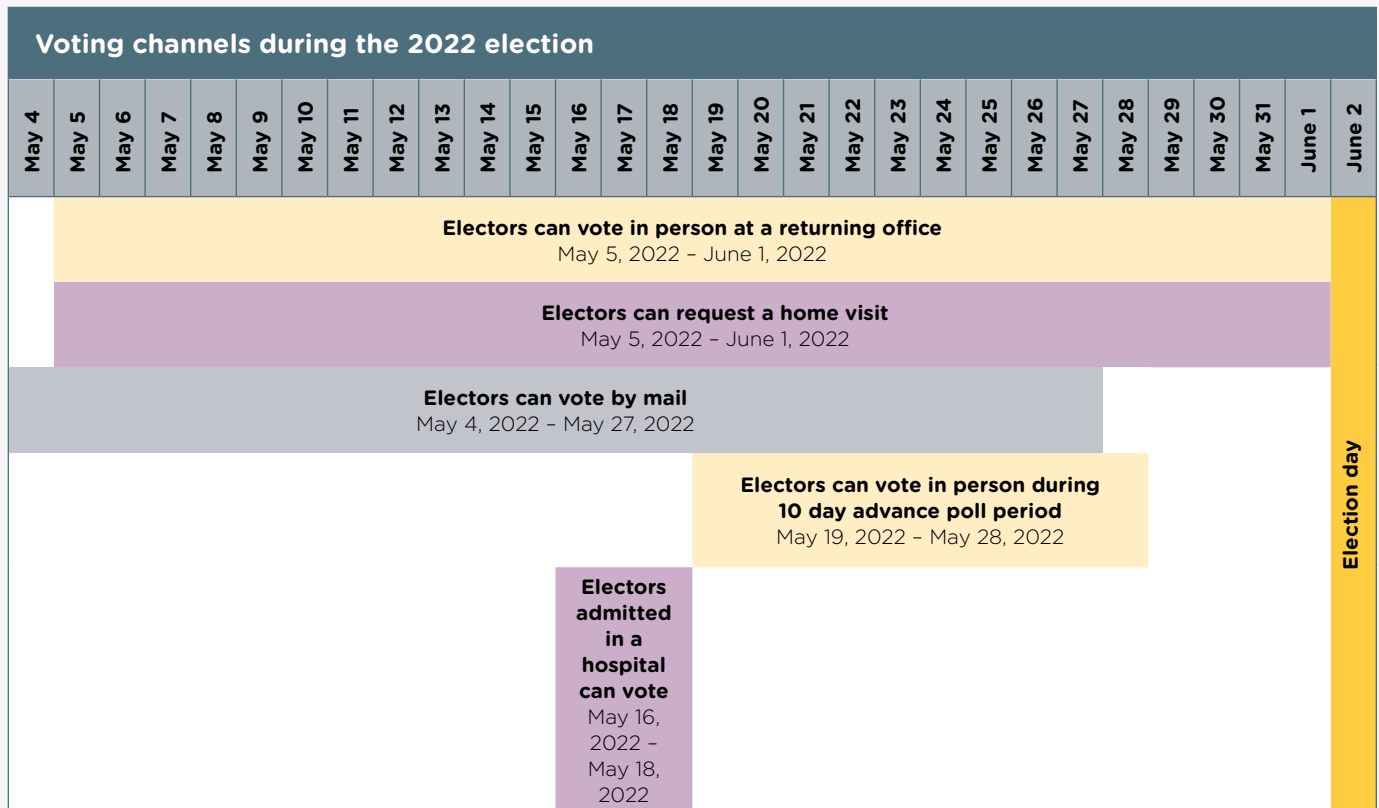 Voting channels during the 2022 election
May 4
May 5
May 6
May 7
May 8
May 9
May 10
May 11
May 12
May 13
May 14
May 15
May 16
May 17
May 18
May 19
May 20
May 21
May 22
May 23
May 24
May 25
May 26
May 27
May 28
May 29
May 30
May 31
June 1
June 2
Electors can vote in person at a returning office
May 5, 2022 – June 1, 2022
Electors can request a home visit
May 5, 2022 – June 1, 2022
Electors can vote by mail
May 4, 2022 – May 27, 2022
Electors can vote in person during
10 day advance poll period
May 19, 2022 – May 28, 2022
Electors
admitted
in a
hospital
can vote
May 16,
2022 –
May 18,
2022
Election day